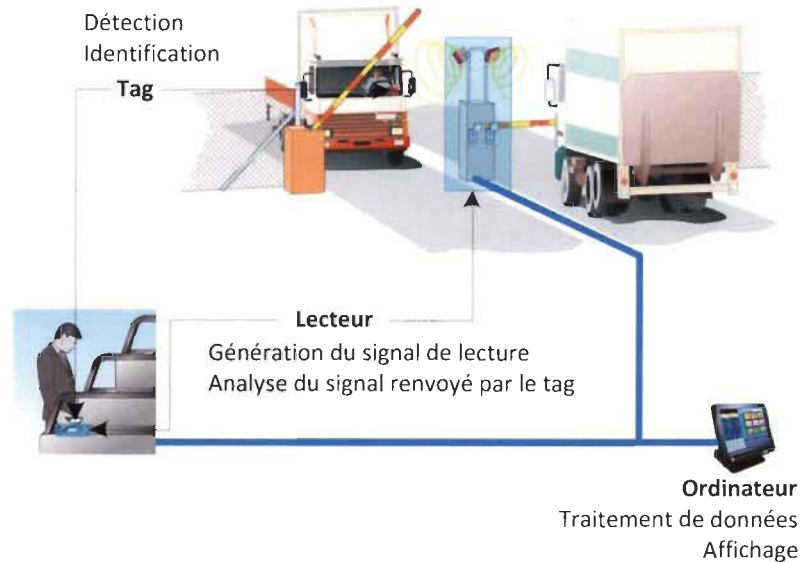 Détection
Identification
Tag
Lecteur
Génération du signal de lecture
Analyse du signal renvoyé par le tag
Ordinateur
Traitement de données
Affichage